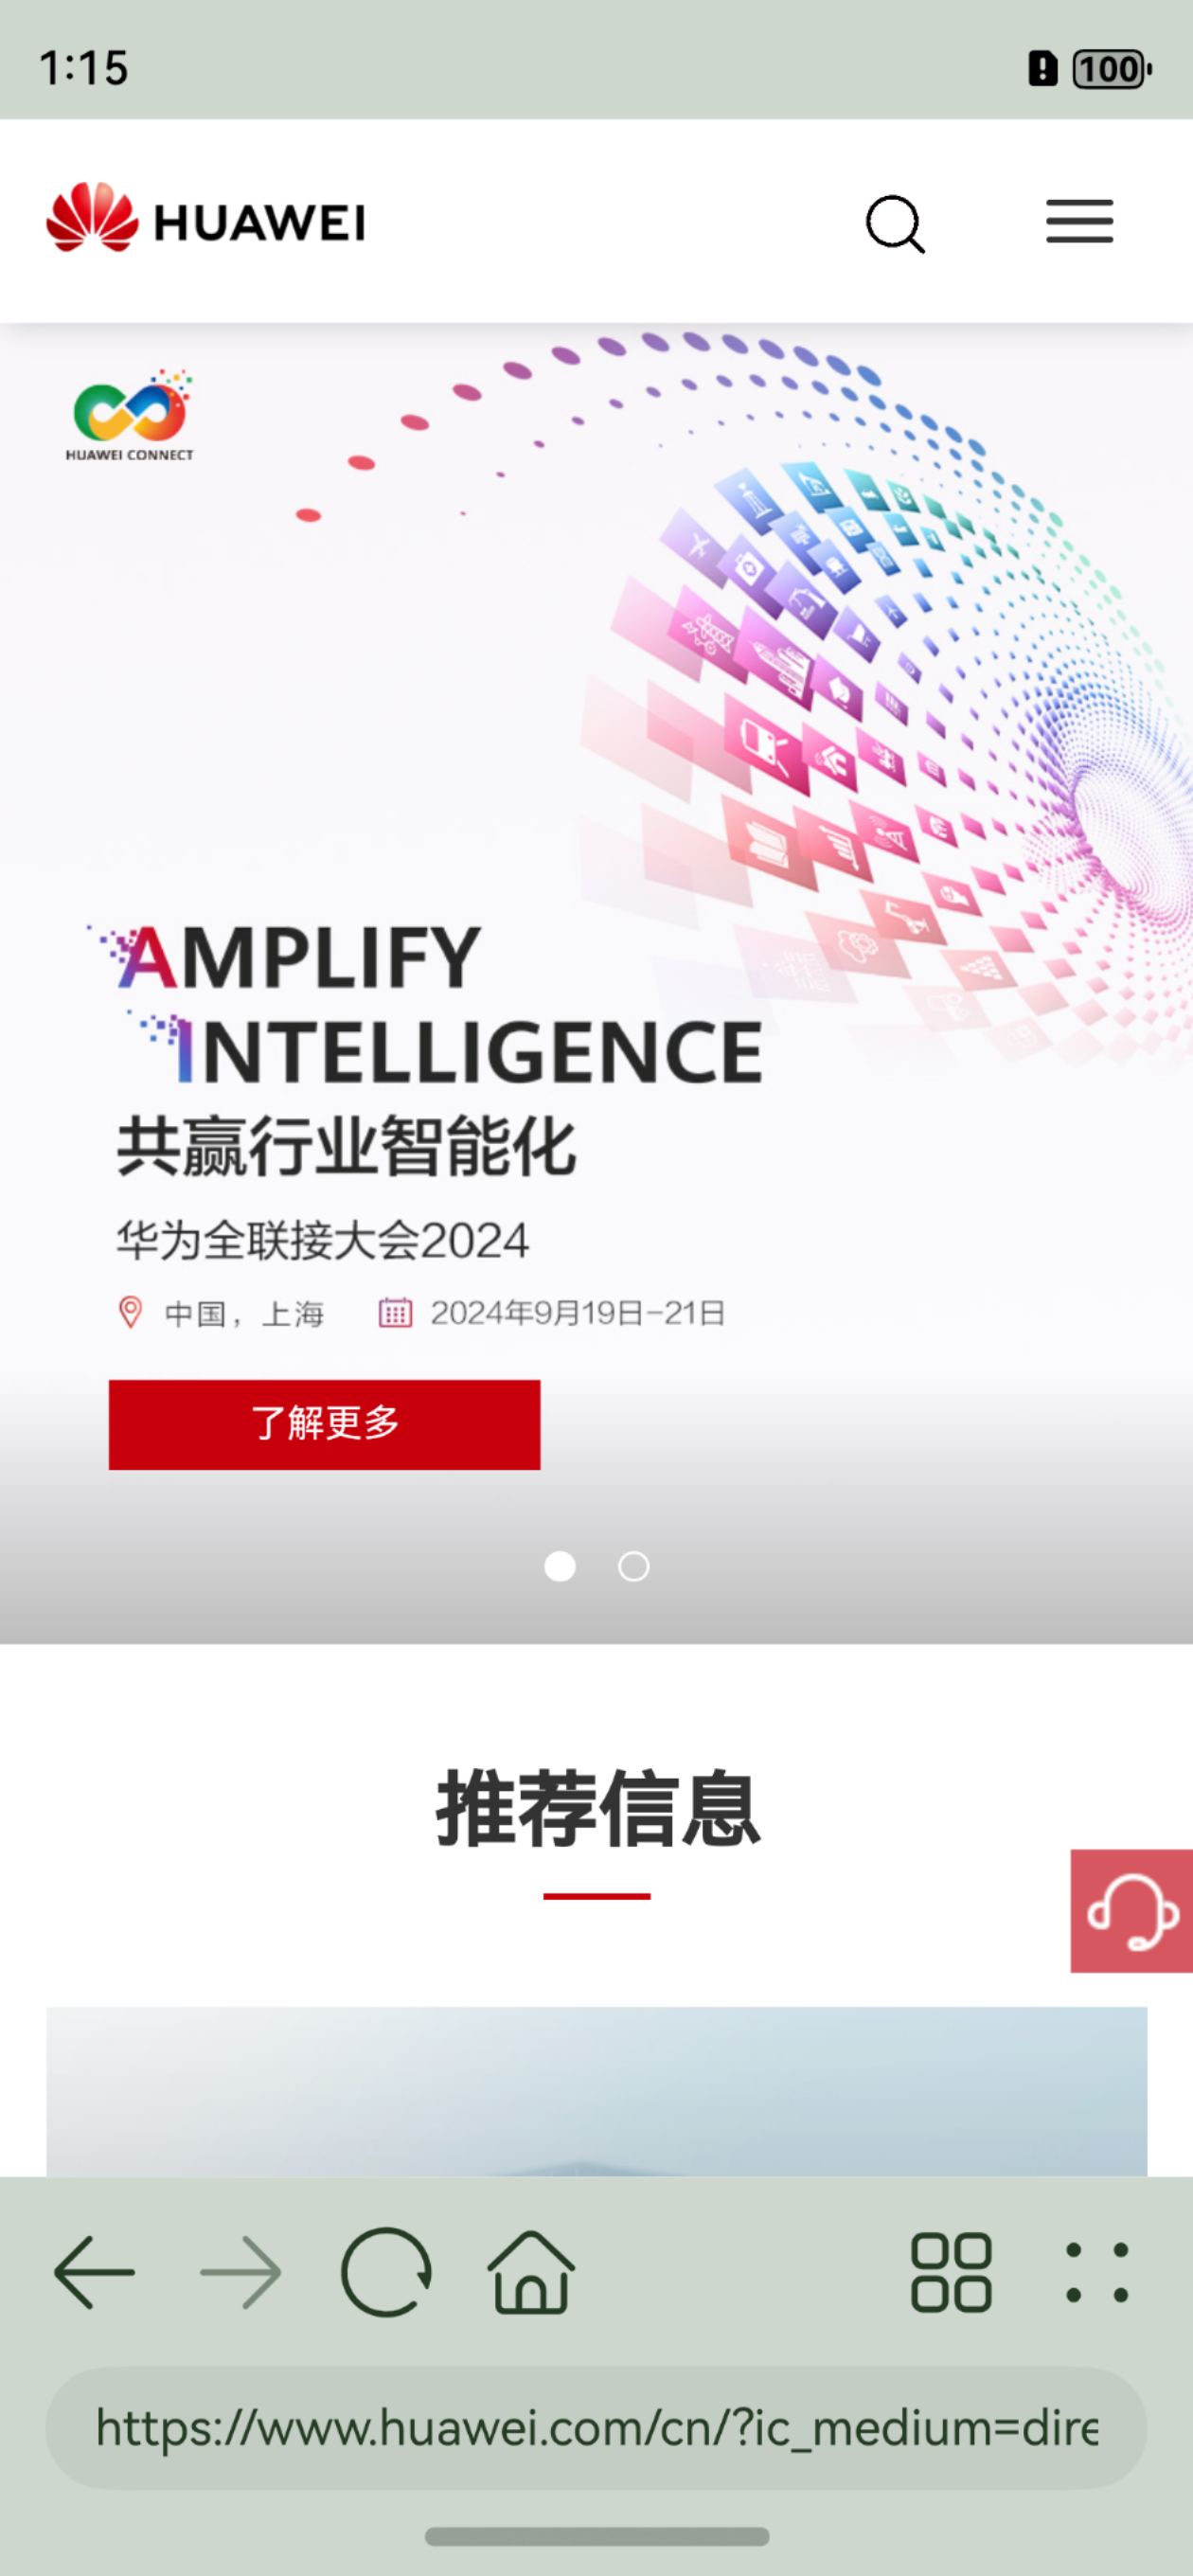 1:15
100
HUAWEI
HUAWEI CONNECT
AMPLIFY
INTELLIGENCE
共赢行业智能化
华为全联接大会2024
中国，上海 2024年9月19日-21日
了解更多
推荐信息
https://www.huawei.com/cn/?ic_medium=dire